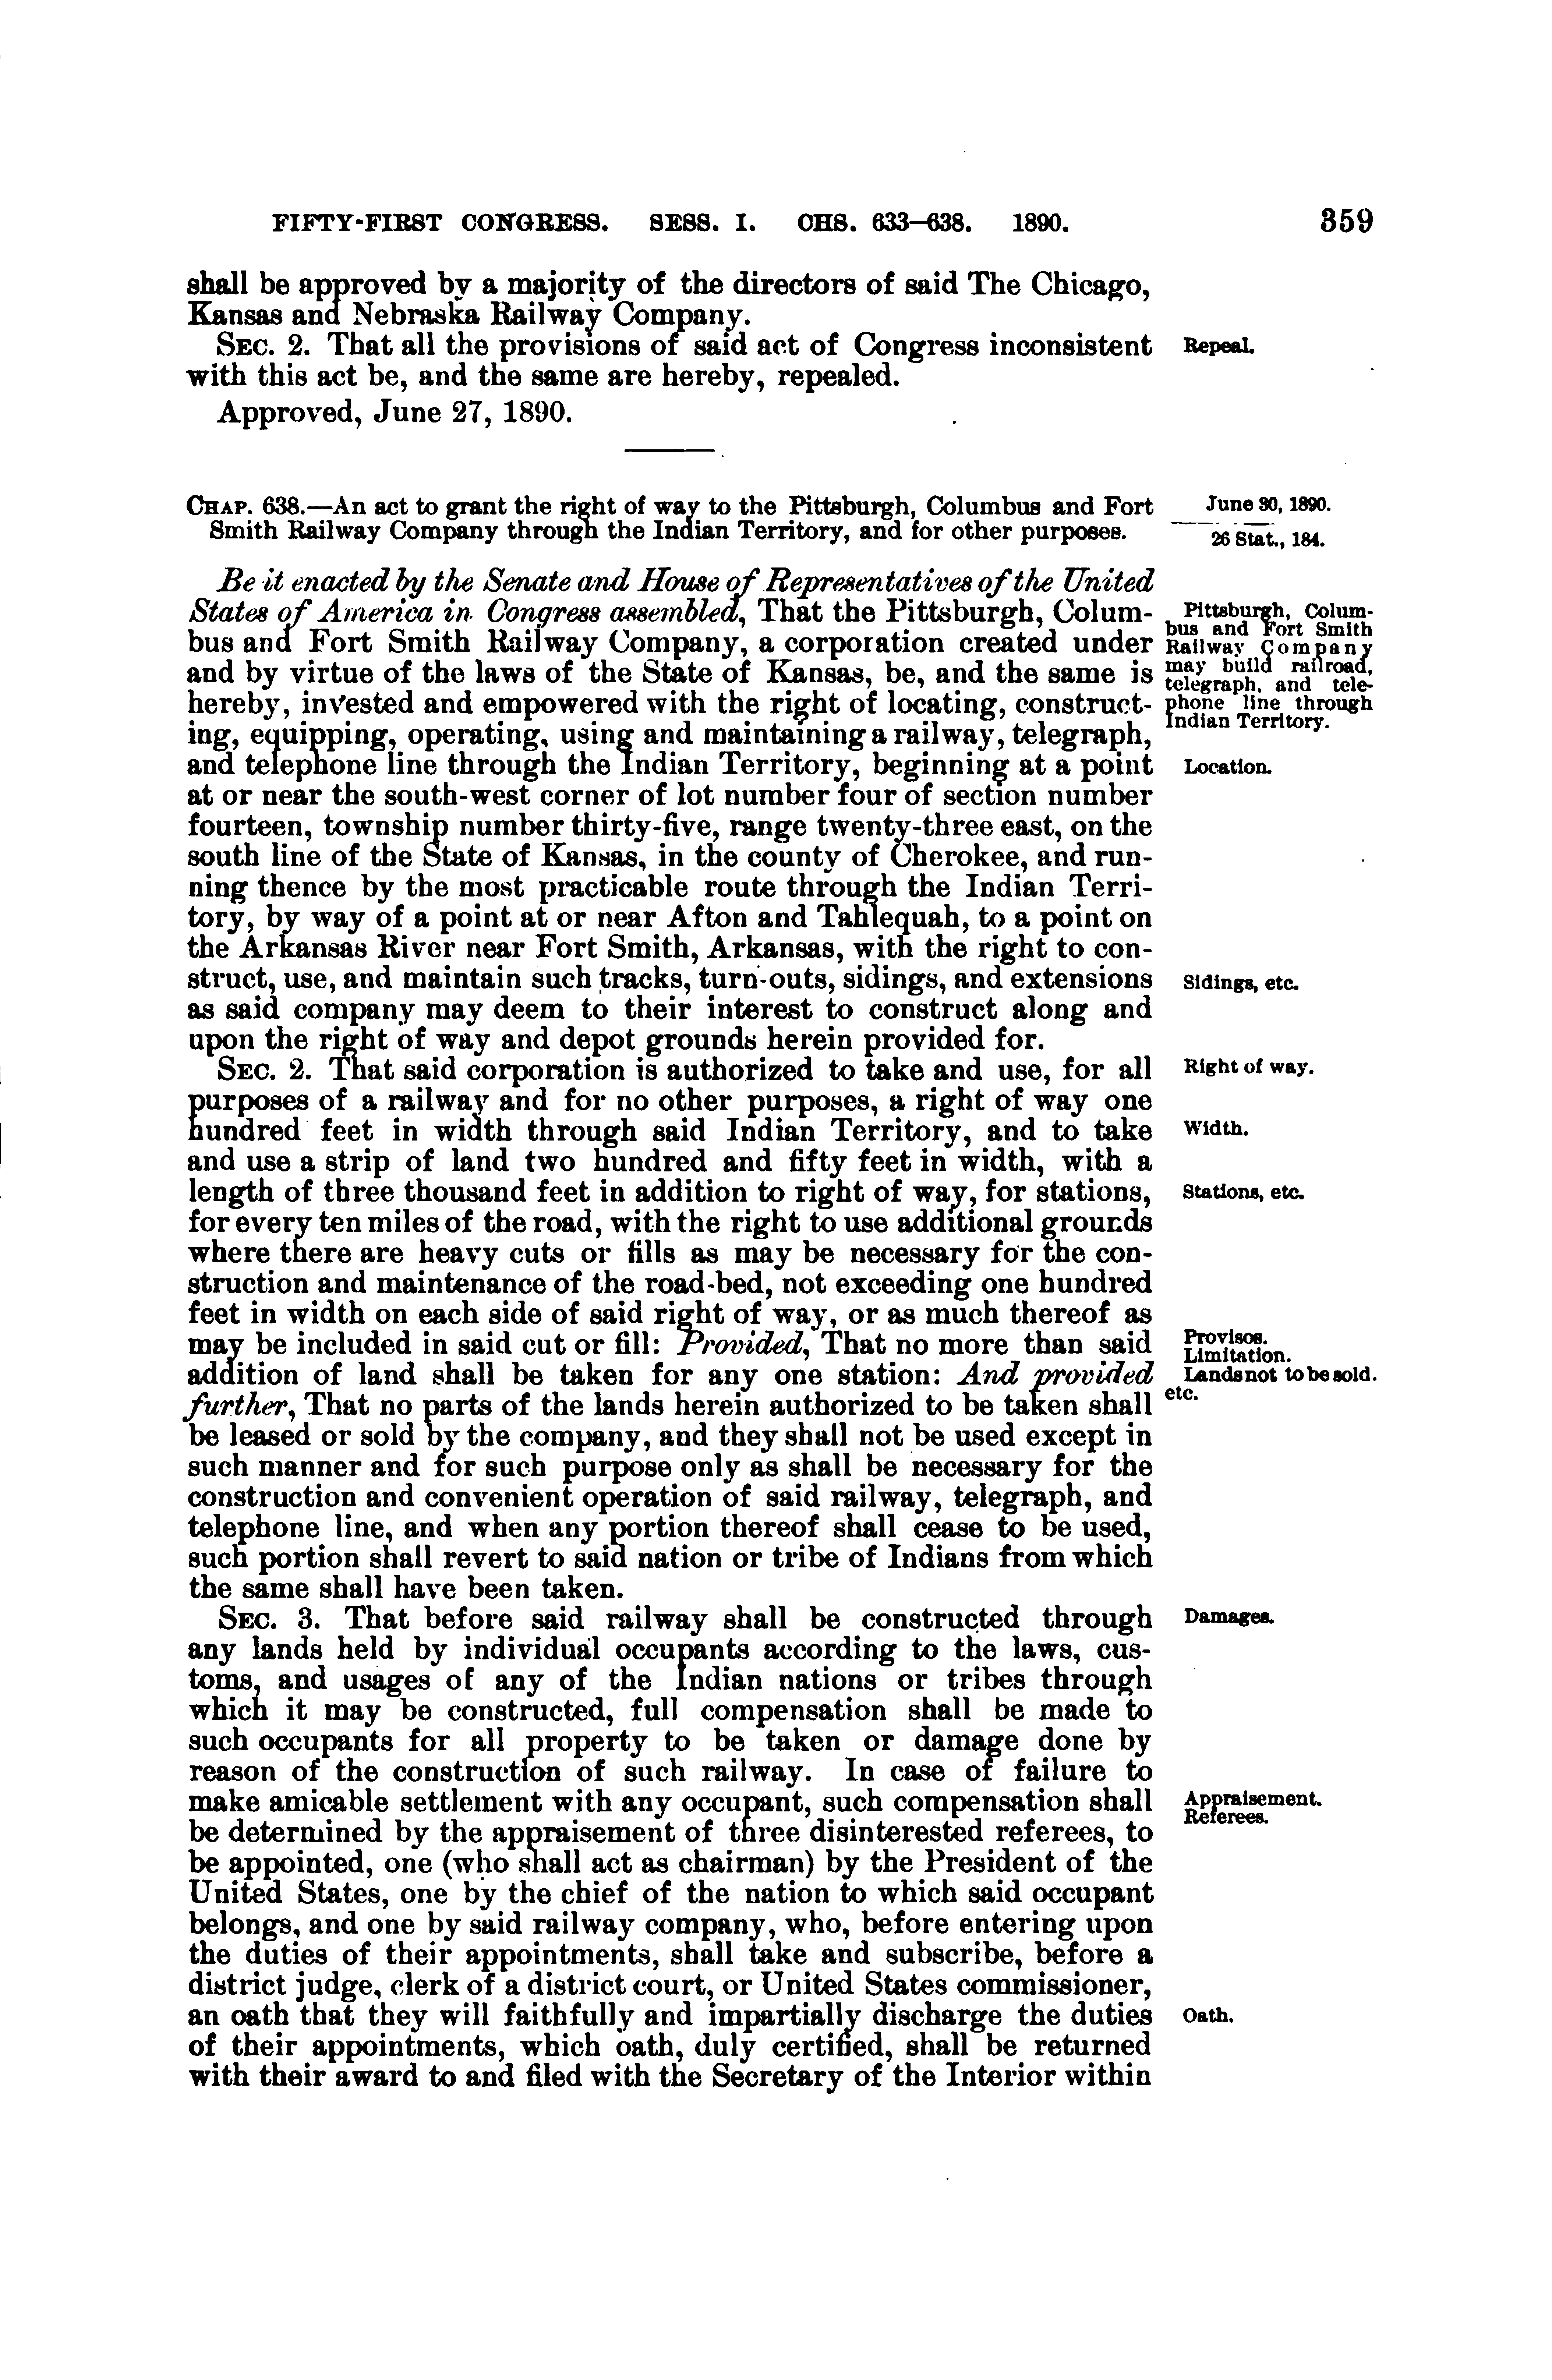 FIFTY-FIRST CONGRESS. SESS. I. CHS. 633–638. 1890. 359
shall be approved by a majority of the directors of said The Chicago,
Kansas and Nebraska Railway Company.
SEC. 2. That all the provisions of said act of Congress inconsistent
with this act be, and the same are hereby, repealed.
Approved, June 27, 1890.
Repeal.
CHAP. 638.—An act to grant the right of way to the Pittsburgh, Columbus and Fort
Smith Railway Company through the Indian Territory, and for other purposes.
June 30, 1890.
26 Stat., 184.
Be it enacted by the Senate and House of Representatives of the United
States of America in Congress assembled, That the Pittsburgh, Colum-
bus and Fort Smith Railway Company, a corporation created under
and by virtue of the laws of the State of Kansas, be, and the same is
hereby, invested and empowered with the right of locating, construct-
ing, equipping, operating, using and maintaining a railway, telegraph,
and telephone line through the Indian Territory, beginning at a point
at or near the south-west corner of lot number four of section number
fourteen, township number thirty-five, range twenty-three east, on the
south line of the State of Kansas, in the county of Cherokee, and run-
ning thence by the most practicable route through the Indian Terri-
tory, by way of a point at or near Afton and Tahlequah, to a point on
the Arkansas River near Fort Smith, Arkansas, with the right to con-
struct, use, and maintain such tracks, turn-outs, sidings, and extensions
as said company may deem to their interest to construct along and
upon the right of way and depot grounds herein provided for.
Pittsburgh, Colum-
bus and Fort Smith
Railway Company
may build railroad,
telegraph, and tele-
phone line through
Indian Territory.
Location.
Sidings, etc.
SEC. 2. That said corporation is authorized to take and use, for all
purposes of a railway and for no other purposes, a right of way one
hundred feet in width through said Indian Territory, and to take
and use a strip of land two hundred and fifty feet in width, with a
length of three thousand feet in addition to right of way, for stations,
for every ten miles of the road, with the right to use additional grounds
where there are heavy cuts or fills as may be necessary for the con-
struction and maintenance of the road-bed, not exceeding one hundred
feet in width on each side of said right of way, or as much thereof as
may be included in said cut or fill: Provided, That no more than said
addition of land shall be taken for any one station: And provided
further, That no parts of the lands herein authorized to be taken shall
be leased or sold by the company, and they shall not be used except in
such manner and for such purpose only as shall be necessary for the
construction and convenient operation of said railway, telegraph, and
telephone line, and when any portion thereof shall cease to be used,
such portion shall revert to said nation or tribe of Indians from which
the same shall have been taken.
Right of way.
Width.
Stations, etc.
Provisos.
Limitation.
Lands not to be sold.
etc.
SEC. 3. That before said railway shall be constructed through
any lands held by individual occupants according to the laws, cus-
toms, and usages of any of the Indian nations or tribes through
which it may be constructed, full compensation shall be made to
such occupants for all property to be taken or damage done by
reason of the construction of such railway. In case of failure to
make amicable settlement with any occupant, such compensation shall
be determined by the appraisement of three disinterested referees, to
be appointed, one (who shall act as chairman) by the President of the
United States, one by the chief of the nation to which said occupant
belongs, and one by said railway company, who, before entering upon
the duties of their appointments, shall take and subscribe, before a
district judge, clerk of a district court, or United States commissioner,
an oath that they will faithfully and impartially discharge the duties
of their appointments, which oath, duly certified, shall be returned
with their award to and filed with the Secretary of the Interior within
Damages.
Appraisement.
Referees.
Oath.